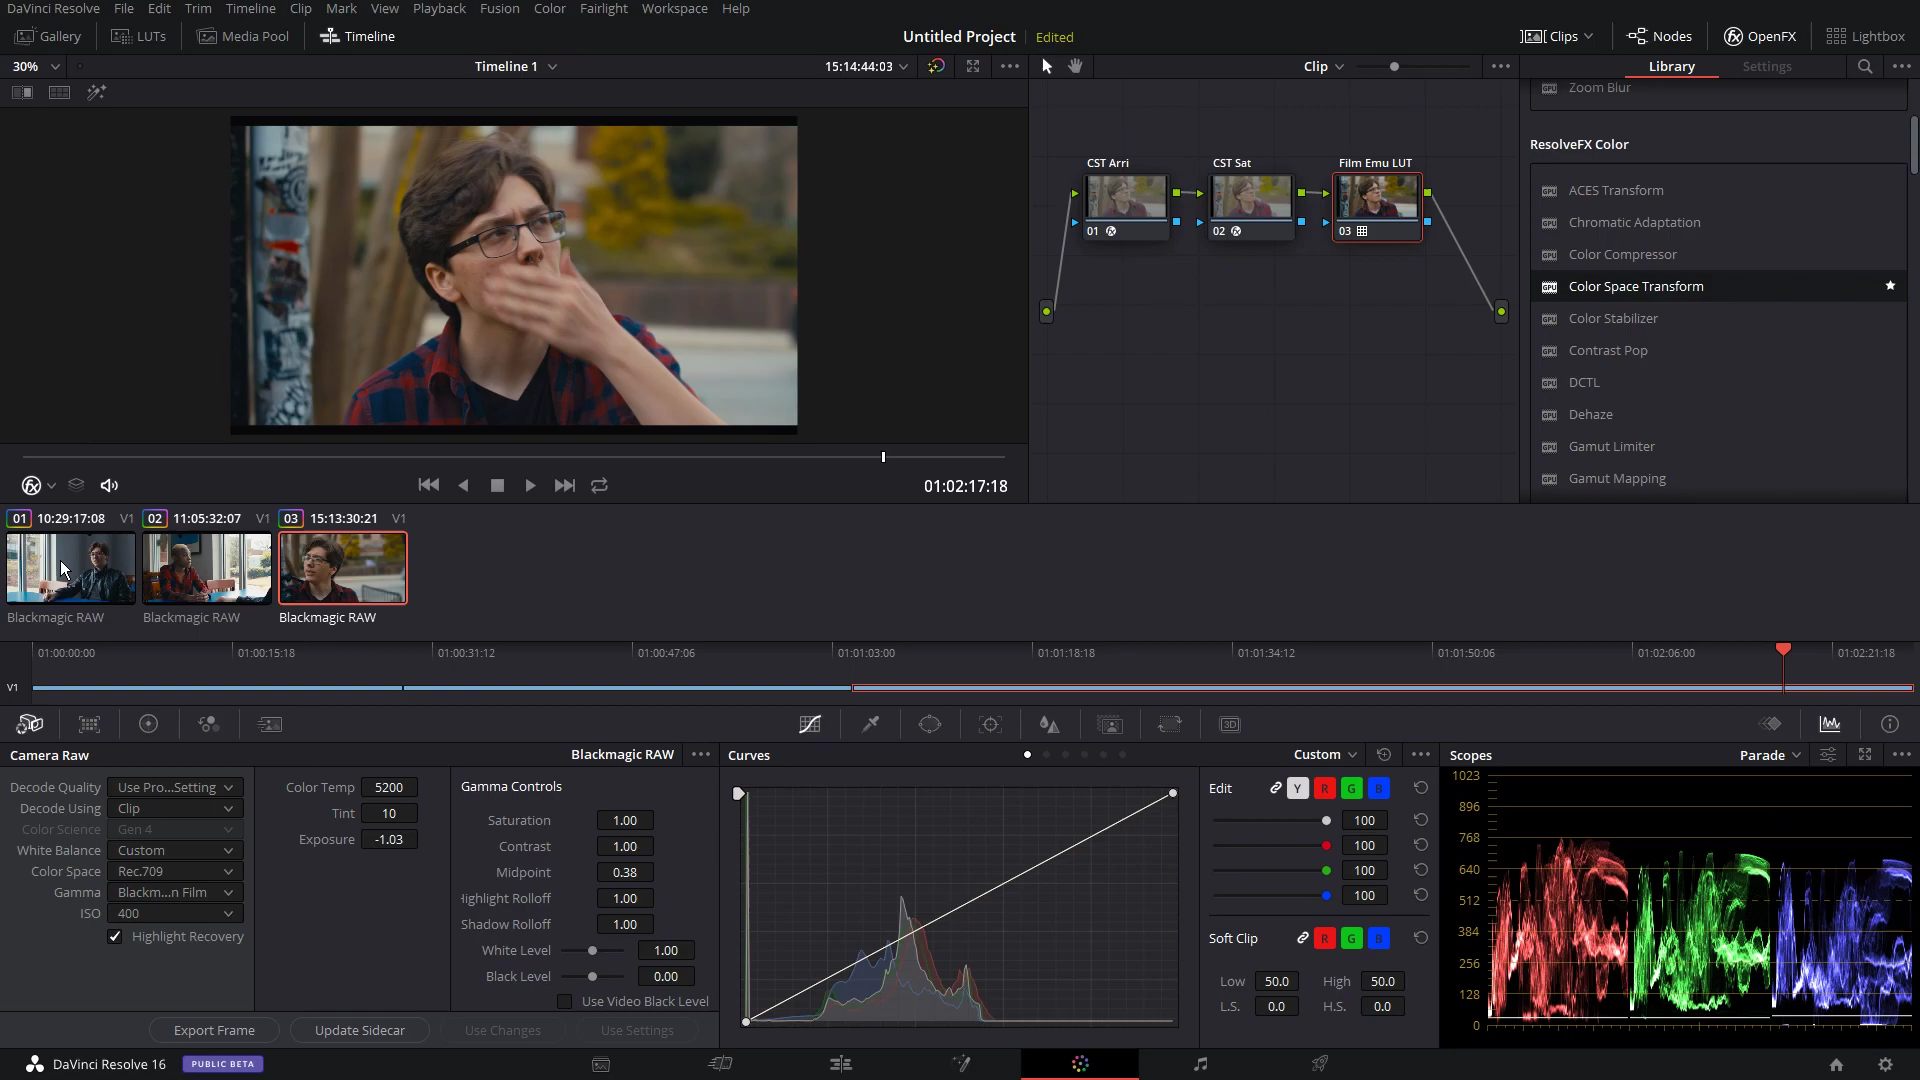 DaVinci Resolve File Edit Trim Timeline Clip Mark View Playback Fusion Color Fairlight Workspace Help
Gallery LUTs Media Pool Timeline Untitled Project Edited Clips Nodes OpenFX Lightbox
30% Timeline 1 15:14:44:03 Clip Library Settings
Zoom Blur
ResolveFX Color
CST Arri CST Sat Film Emu LUT
GPU ACES Transform
GPU Chromatic Adaptation
01 02 03
GPU Color Compressor
GPU Color Space Transform
GPU Color Stabilizer
GPU Contrast Pop
GPU DCTL
GPU Dehaze
GPU Gamut Limiter
GPU Gamut Mapping
01:02:17:18
01 10:29:17:08 V1 02 11:05:32:07 V1 03 15:13:30:21 V1
Blackmagic RAW Blackmagic RAW Blackmagic RAW
01:00:00:00 01:00:15:18 01:00:31:12 01:00:47:06 01:01:03:00 01:01:18:18 01:01:34:12 01:01:50:06 01:02:06:00 01:02:21:18
V1
3D
Camera Raw Blackmagic RAW
Decode Quality Use Pro...Setting
Decode Using Clip
Color Science Gen 4
White Balance Custom
Color Space Rec.709
Gamma Blackm...n Film
ISO 400
Highlight Recovery
Color Temp 5200
Tint 10
Exposure -1.03
Gamma Controls
Saturation 1.00
Contrast 1.00
Midpoint 0.38
Highlight Rolloff 1.00
Shadow Rolloff 1.00
White Level 1.00
Black Level 0.00
Use Video Black Level
Export Frame Update Sidecar Use Changes Use Settings
Curves Custom
Edit Y R G B
100
100
100
100
Soft Clip R G B
Low 50.0 High 50.0
L.S. 0.0 H.S. 0.0
Scopes Parade
1023
896
768
640
512
384
256
128
0
DaVinci Resolve 16 PUBLIC BETA